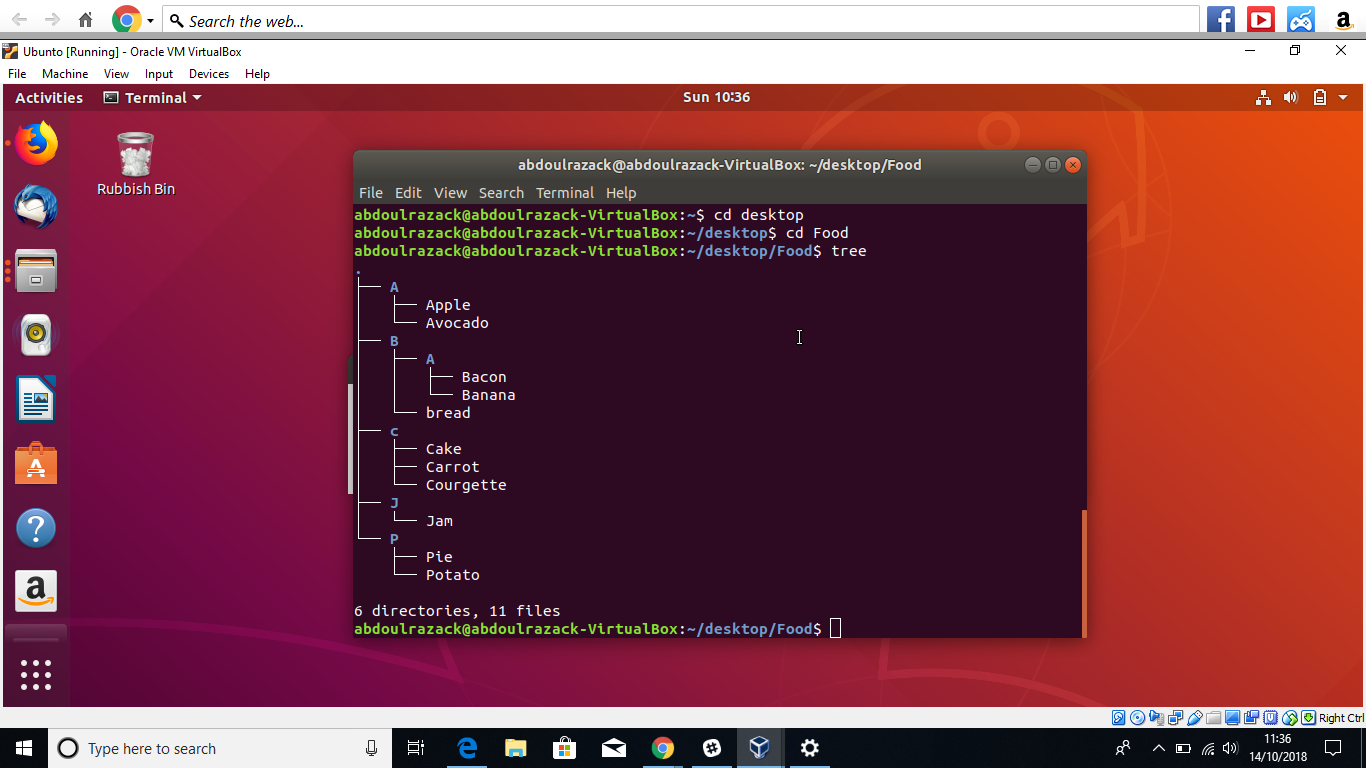 Search the web...
Ubunto [Running] - Oracle VM VirtualBox
File Machine View Input Devices Help
Activities Terminal Sun 10:36
Rubbish Bin
abdoulrazack@abdoulrazack-VirtualBox: ~/desktop/Food
File Edit View Search Terminal Help
abdoulrazack@abdoulrazack-VirtualBox:~$ cd desktop
abdoulrazack@abdoulrazack-VirtualBox:~/desktop$ cd Food
abdoulrazack@abdoulrazack-VirtualBox:~/desktop/Food$ tree
.
├── A
│   ├── Apple
│   └── Avocado
├── B
│   ├── A
│   │   ├── Bacon
│   │   └── Banana
│   └── bread
├── c
│   ├── Cake
│   ├── Carrot
│   └── Courgette
├── J
│   └── Jam
└── P
    ├── Pie
    └── Potato
6 directories, 11 files
abdoulrazack@abdoulrazack-VirtualBox:~/desktop/Food$
Right Ctrl
Type here to search
11:36
14/10/2018